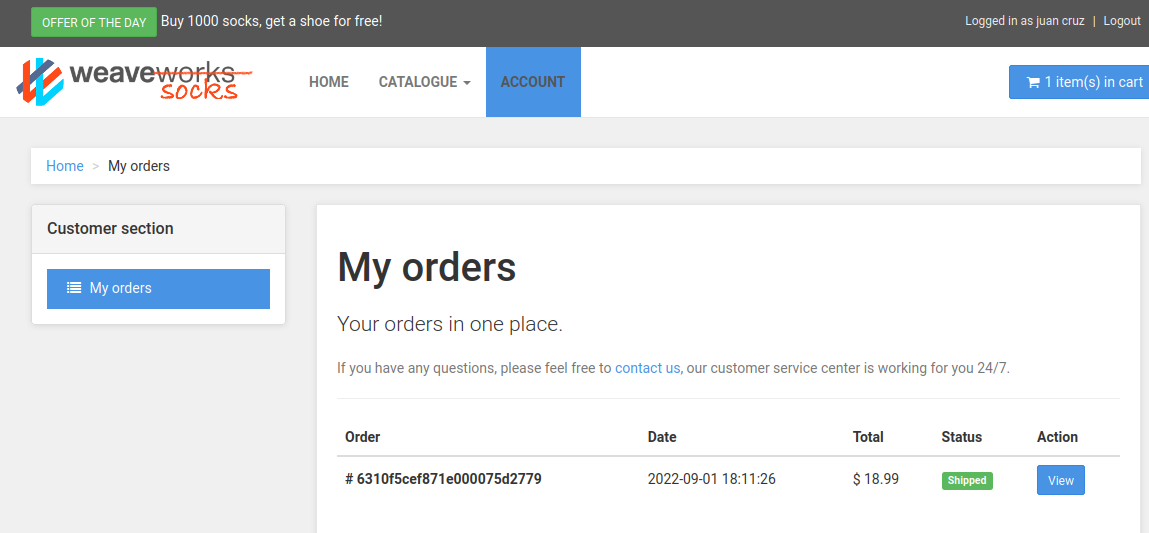 OFFER OF THE DAY Buy 1000 socks, get a shoe for free! Logged in as juan cruz | Logout
weaveworks socks HOME CATALOGUE ACCOUNT 1 item(s) in cart
Home > My orders
Customer section
My orders
My orders
Your orders in one place.
If you have any questions, please feel free to contact us, our customer service center is working for you 24/7.
Order Date Total Status Action
# 6310f5cef871e000075d2779 2022-09-01 18:11:26 $ 18.99 Shipped View